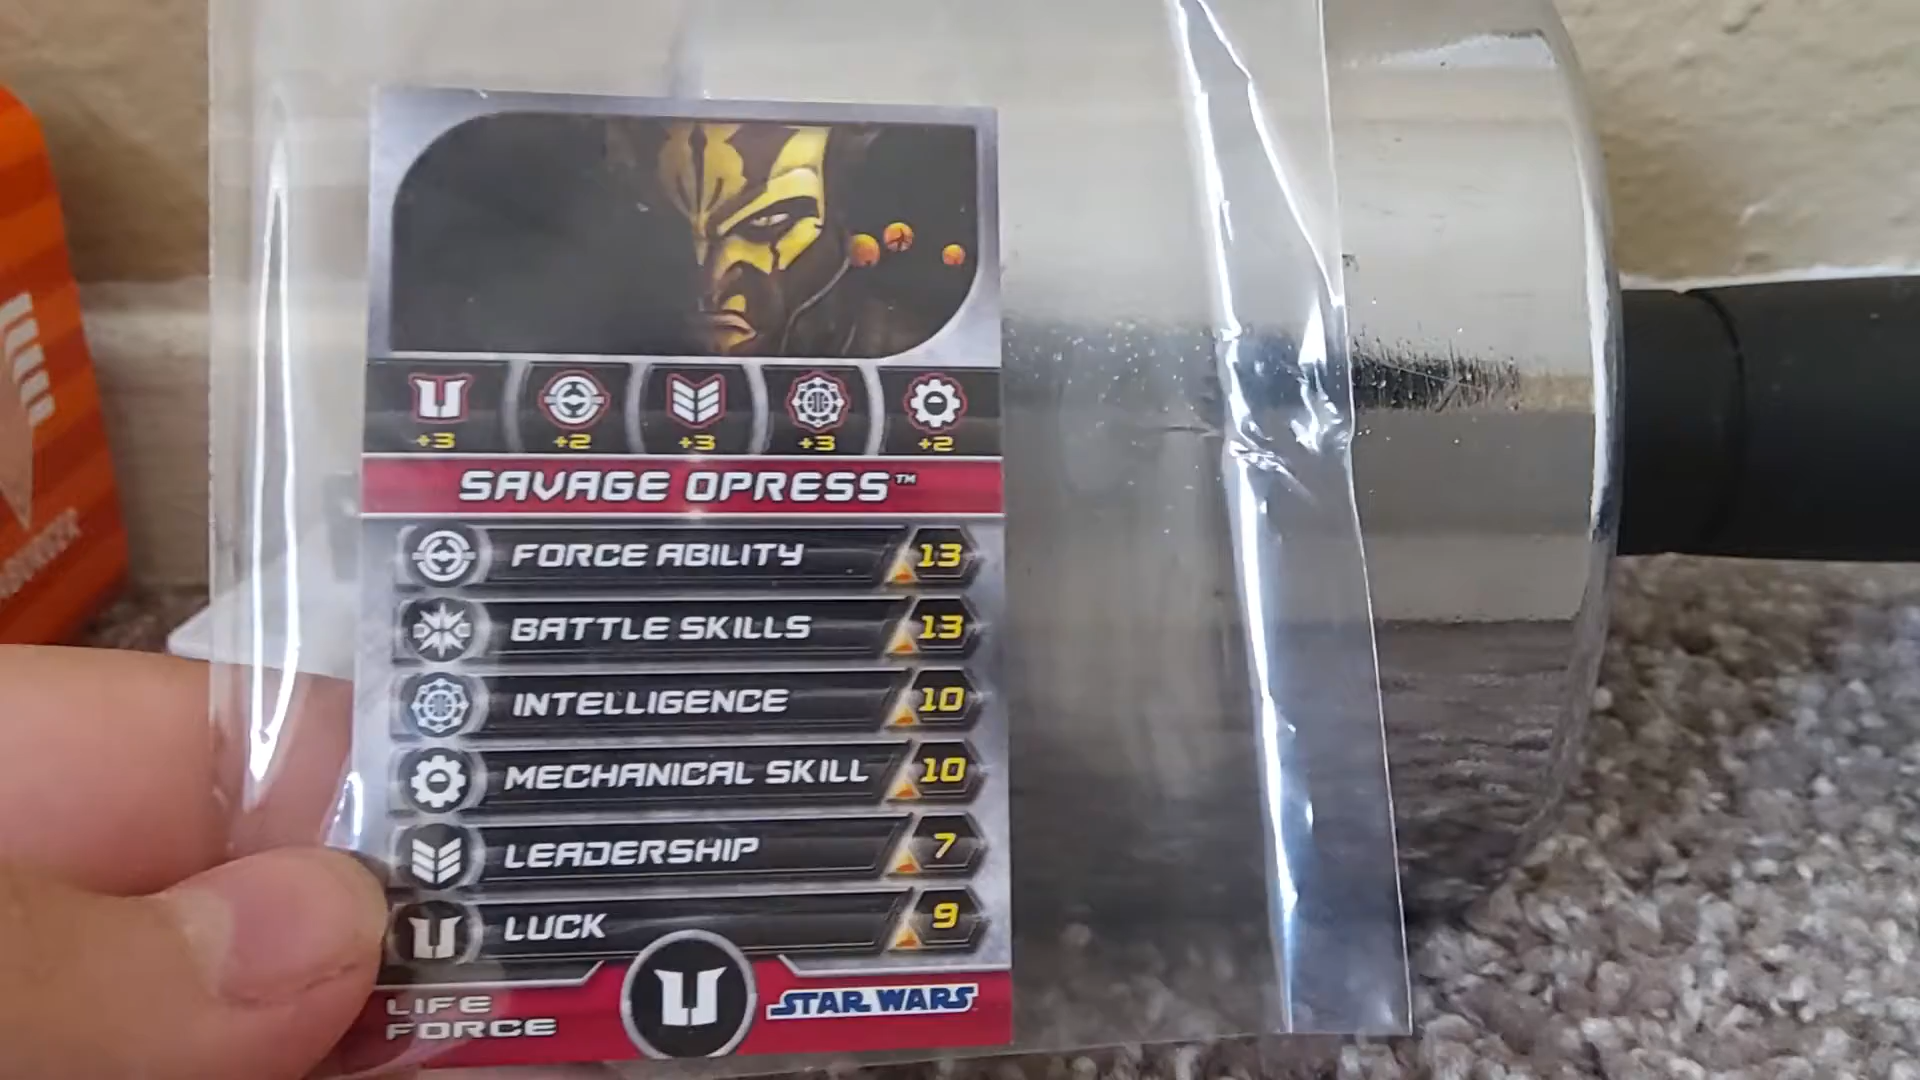 +3 +2 +3 +3 +2
SAVAGE OPRESS™
FORCE ABILITY 13
BATTLE SKILLS 13
INTELLIGENCE 10
MECHANICAL SKILL 10
LEADERSHIP 7
LUCK 9
LIFE
FORCE
STAR WARS